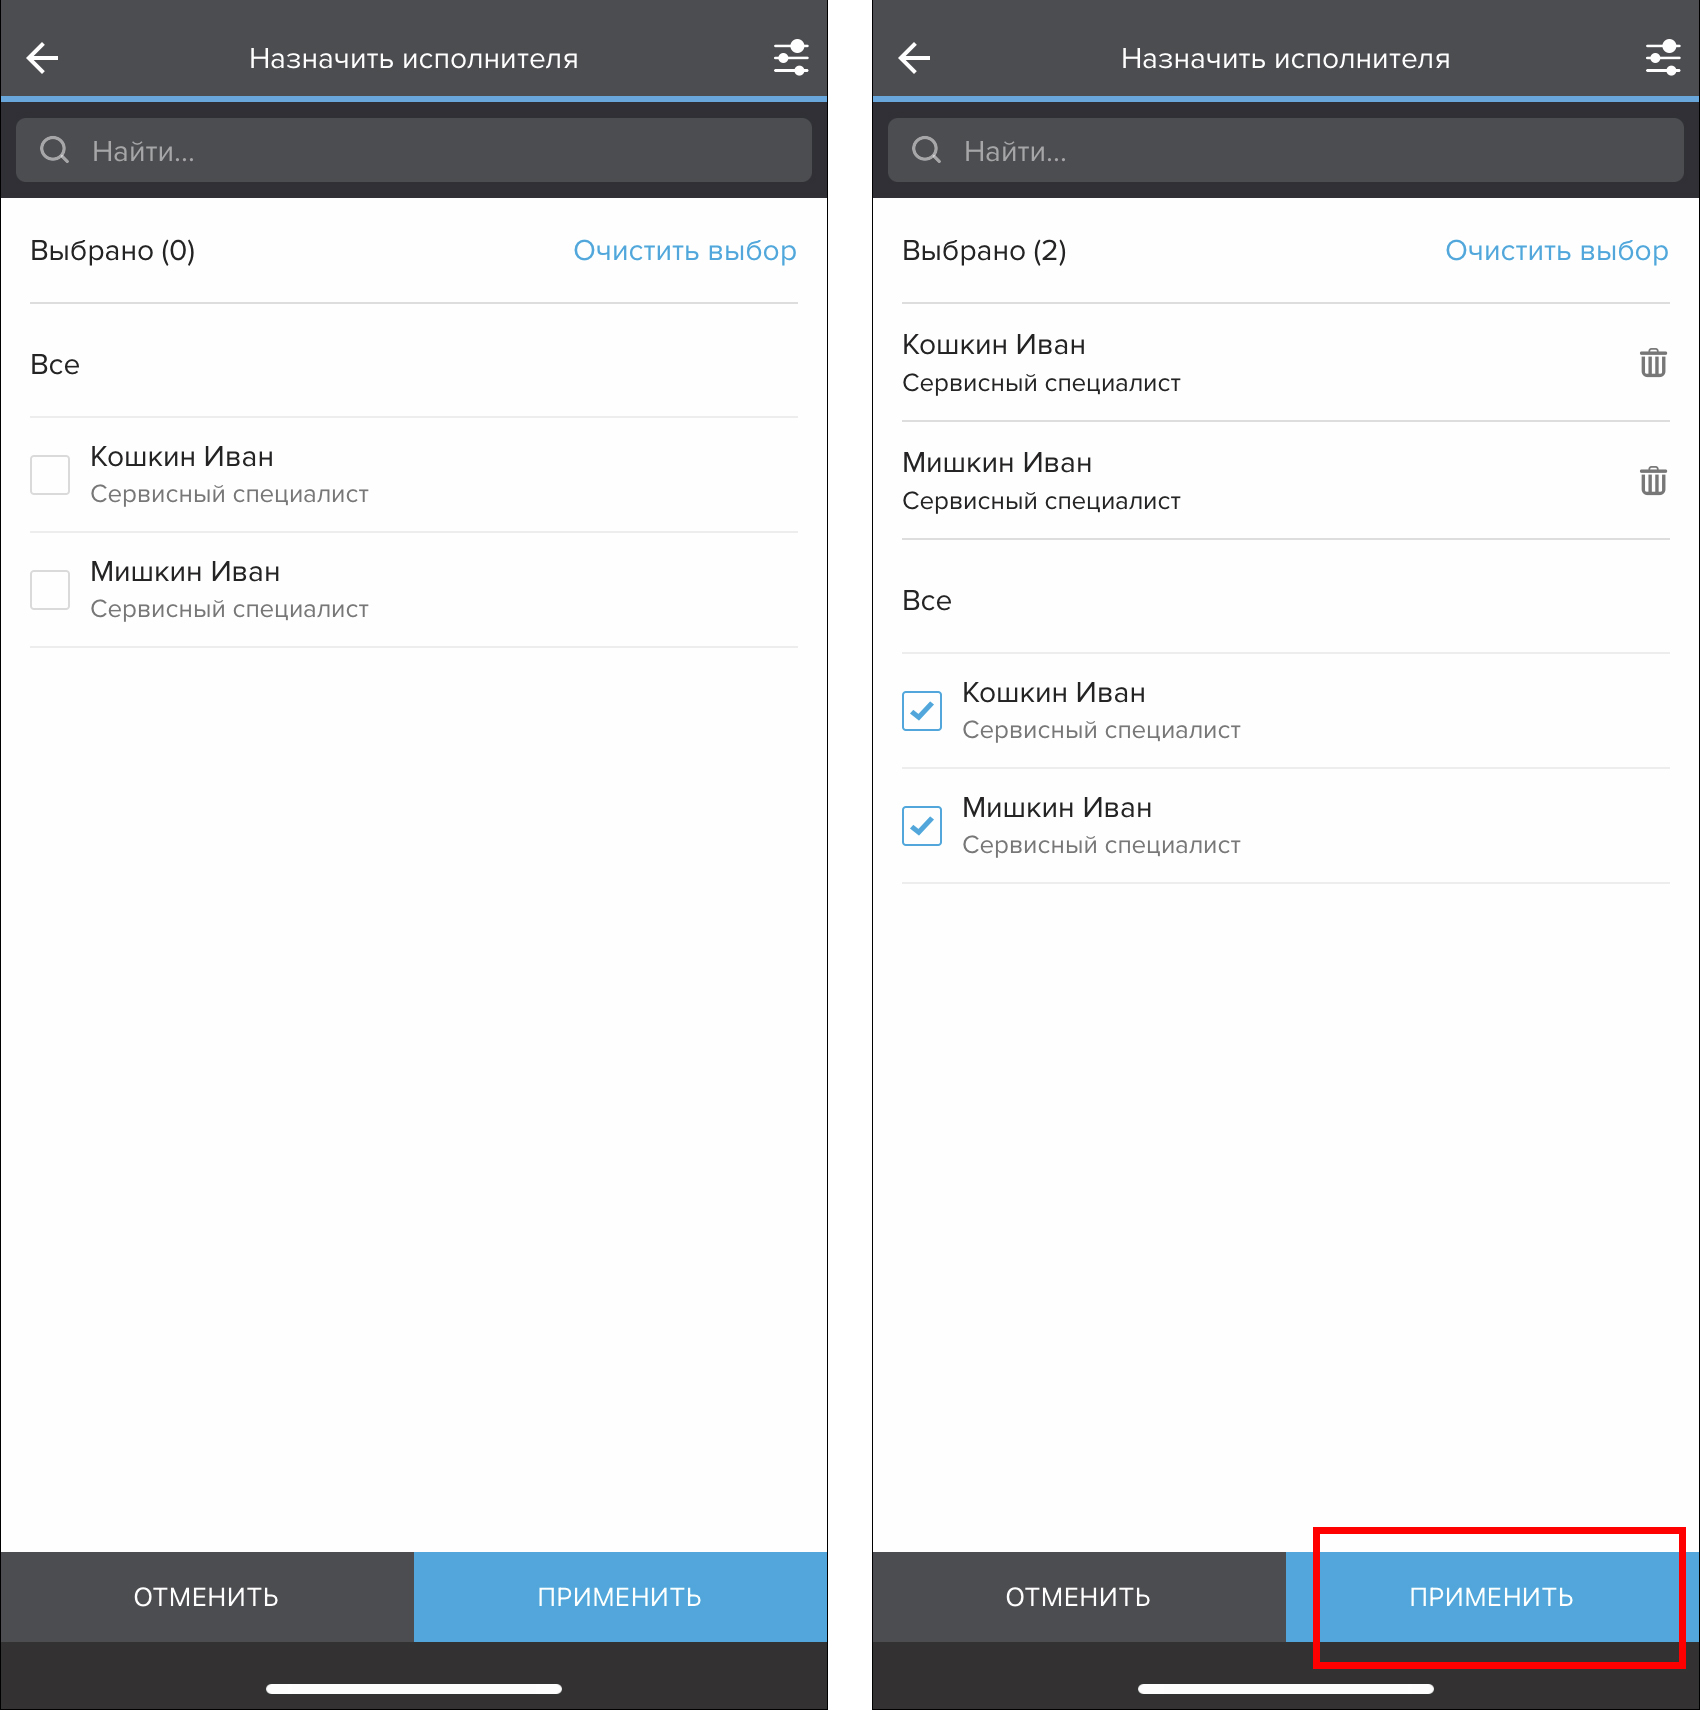 Назначить исполнителя
Найти...
Выбрано (0)
Очистить выбор
Все
Кошкин Иван
Сервисный специалист
Мишкин Иван
Сервисный специалист
ОТМЕНИТЬ
ПРИМЕНИТЬ
Назначить исполнителя
Найти...
Выбрано (2)
Очистить выбор
Кошкин Иван
Сервисный специалист
Мишкин Иван
Сервисный специалист
Все
Кошкин Иван
Сервисный специалист
Мишкин Иван
Сервисный специалист
ОТМЕНИТЬ
ПРИМЕНИТЬ